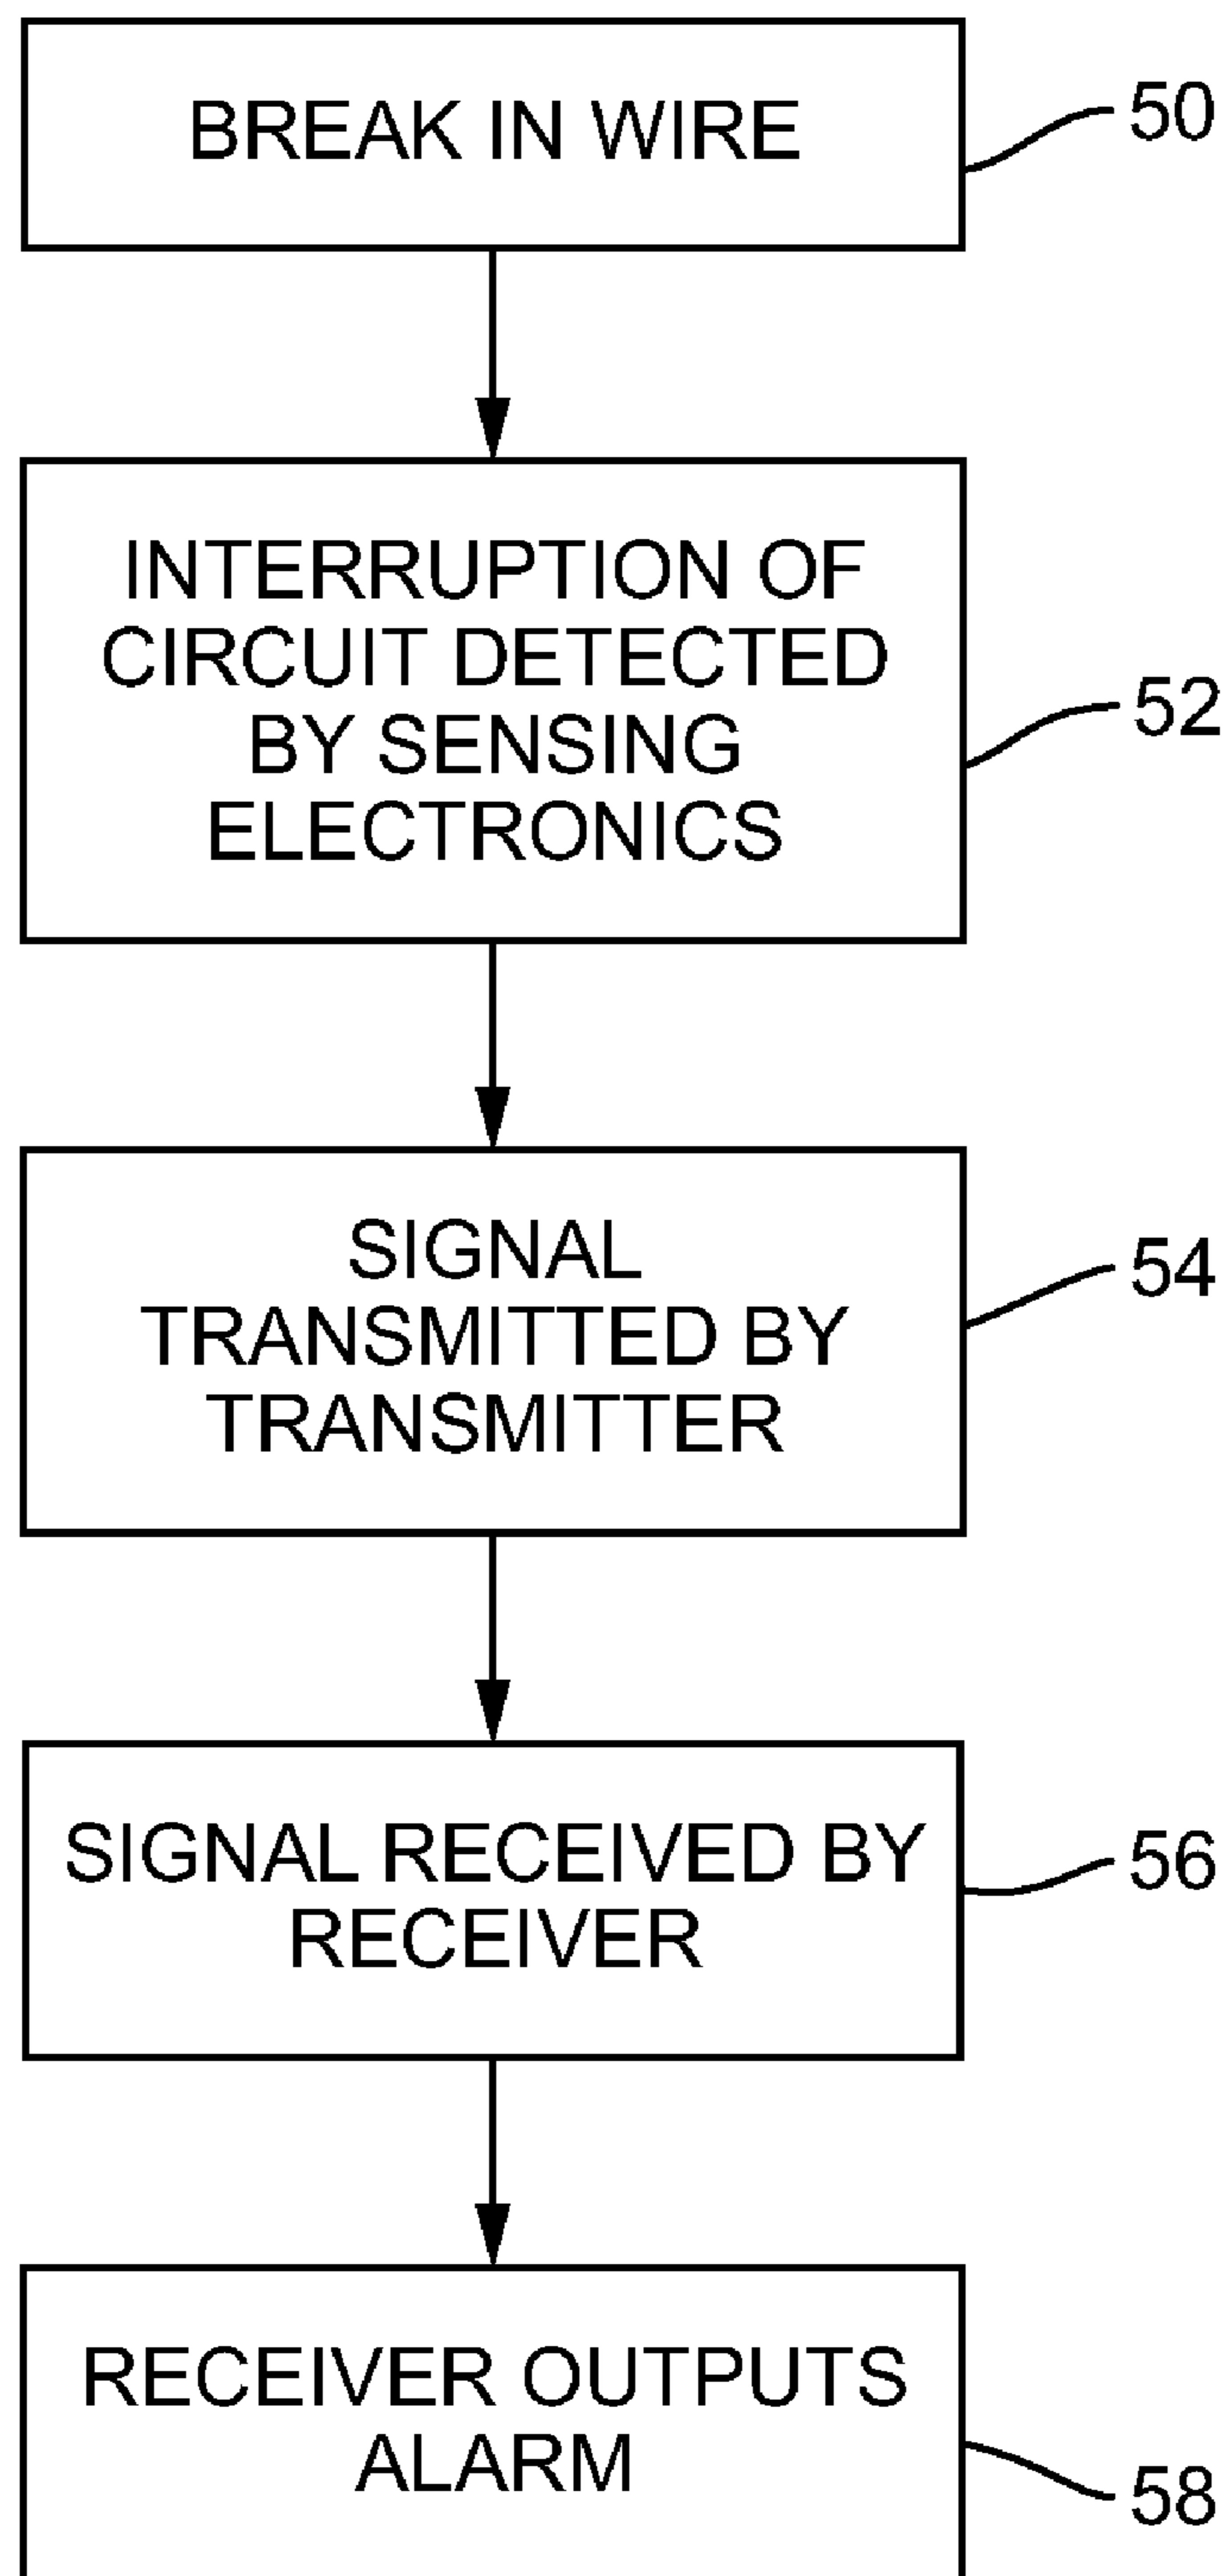 BREAK IN WIRE
50
INTERRUPTION OF
CIRCUIT DETECTED
BY SENSING
ELECTRONICS
52
SIGNAL
TRANSMITTED BY
TRANSMITTER
54
SIGNAL RECEIVED BY
RECEIVER
56
RECEIVER OUTPUTS
ALARM
58